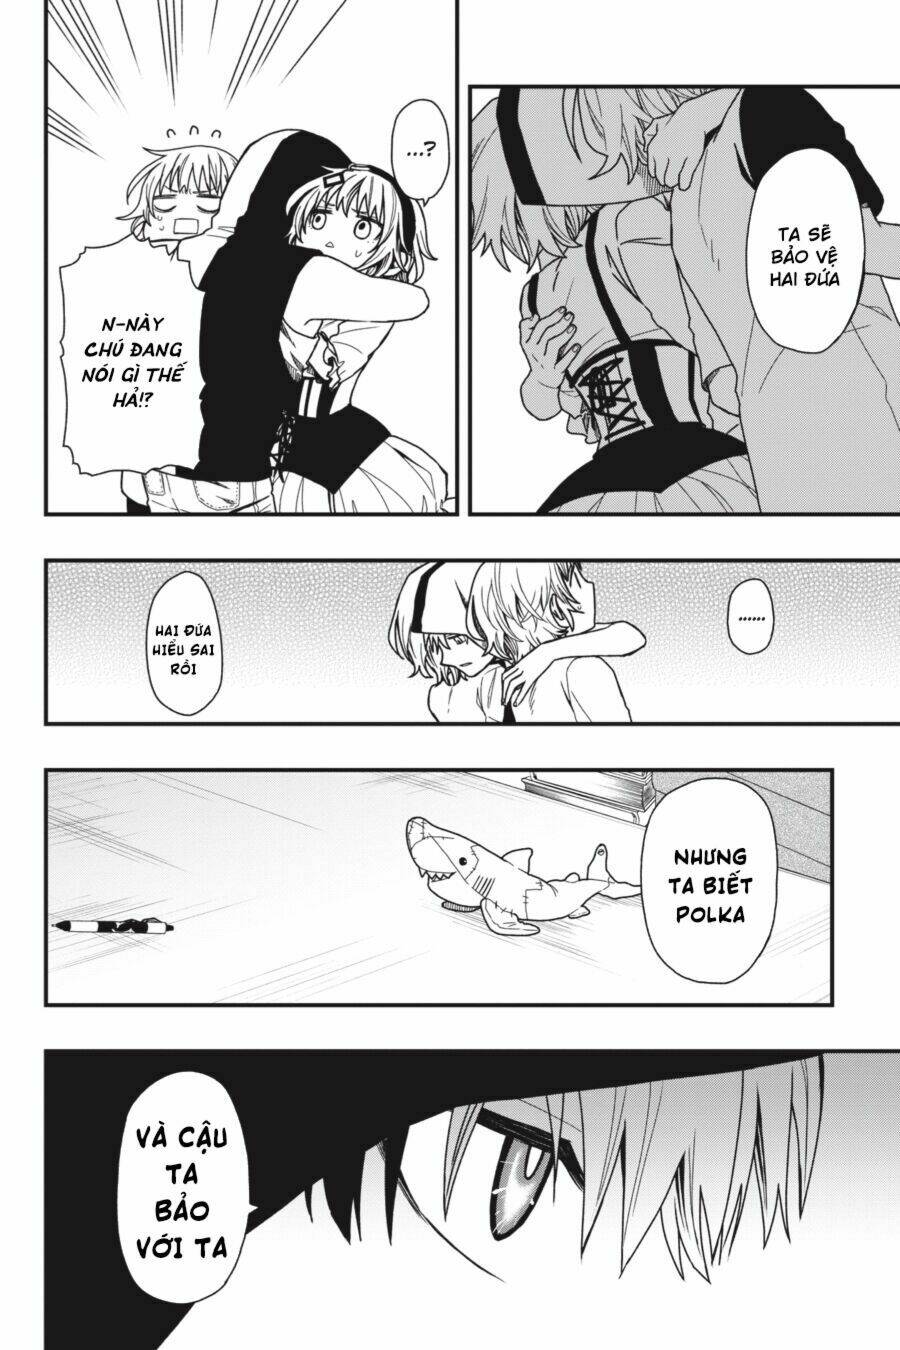 TA SẼ
BẢO VỆ
HAI ĐỨA
...?
N-NÀY
CHÚ ĐANG
NÓI GÌ THẾ
HẢ!?
......
HAI ĐỨA
HIỂU SAI
RỒI
NHƯNG
TA BIẾT
POLKA
VÀ CẬU
TA
BẢO
VỚI TA